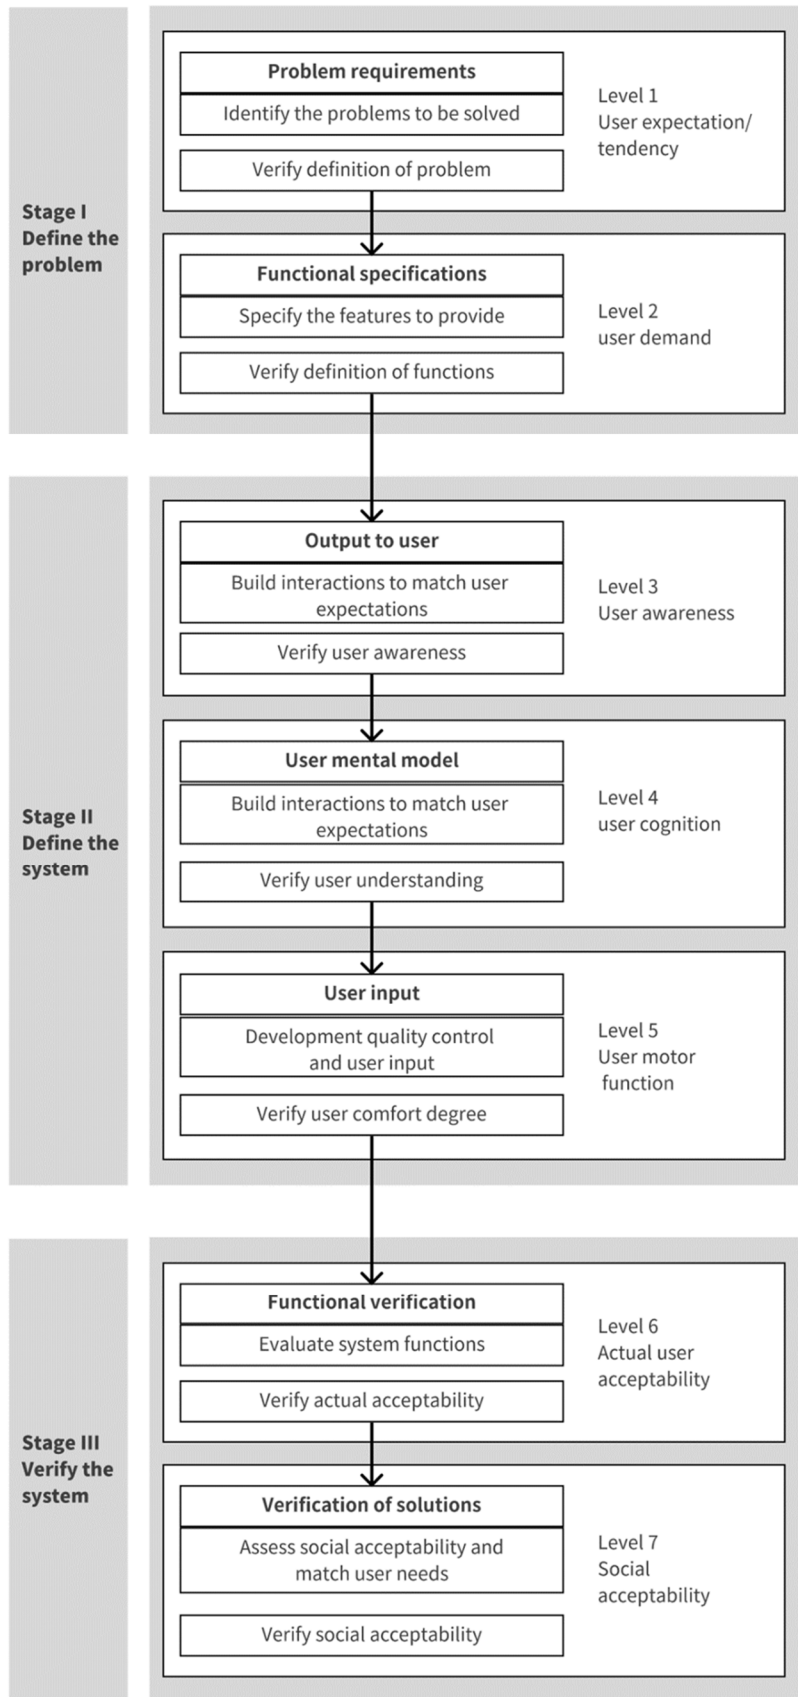 Stage I
Define the
problem
Problem requirements
Identify the problems to be solved
Verify definition of problem
Level 1
User expectation/
tendency
Functional specifications
Specify the features to provide
Verify definition of functions
Level 2
user demand
Stage II
Define the
system
Output to user
Build interactions to match user
expectations
Verify user awareness
Level 3
User awareness
User mental model
Build interactions to match user
expectations
Verify user understanding
Level 4
user cognition
User input
Development quality control
and user input
Verify user comfort degree
Level 5
User motor
function
Stage III
Verify the
system
Functional verification
Evaluate system functions
Verify actual acceptability
Level 6
Actual user
acceptability
Verification of solutions
Assess social acceptability and
match user needs
Verify social acceptability
Level 7
Social
acceptability